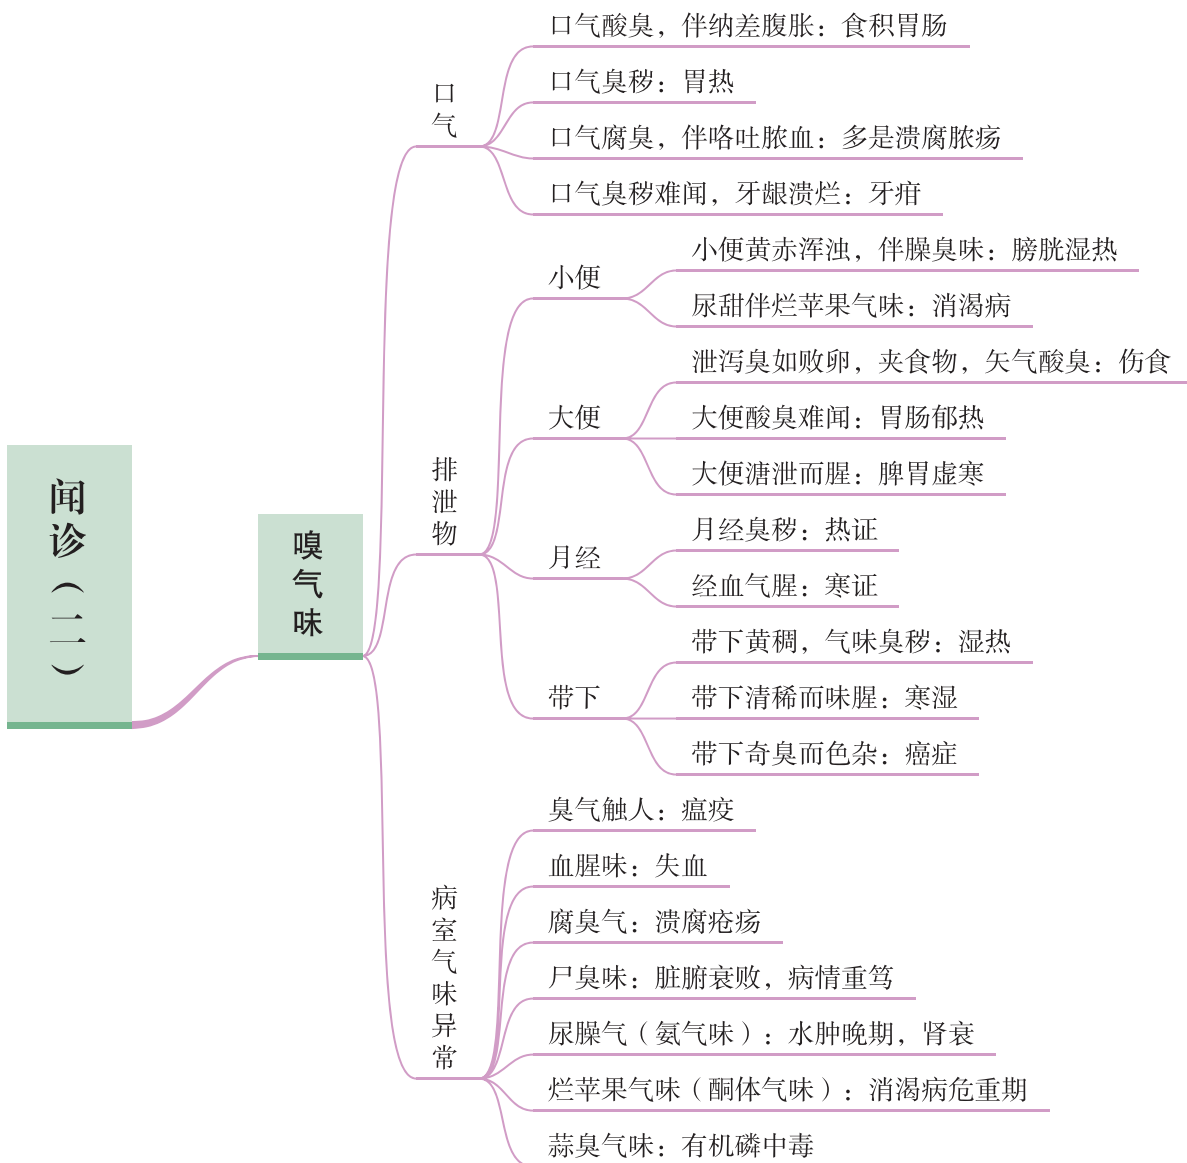 闻诊（二）
嗅气味
口气
口气酸臭，伴纳差腹胀：食积胃肠
口气臭秽：胃热
口气腐臭，伴咯吐脓血：多是溃腐脓疡
口气臭秽难闻，牙龈溃烂：牙疳
排泄物
小便
小便黄赤浑浊，伴臊臭味：膀胱湿热
尿甜伴烂苹果气味：消渴病
大便
泄泻臭如败卵，夹食物，矢气酸臭：伤食
大便酸臭难闻：胃肠郁热
大便溏泄而腥：脾胃虚寒
月经
月经臭秽：热证
经血气腥：寒证
带下
带下黄稠，气味臭秽：湿热
带下清稀而味腥：寒湿
带下奇臭而色杂：癌症
病室气味异常
臭气触人：瘟疫
血腥味：失血
腐臭气：溃腐疮疡
尸臭味：脏腑衰败，病情重笃
尿臊气（氨气味）：水肿晚期，肾衰
烂苹果气味（酮体气味）：消渴病危重期
蒜臭气味：有机磷中毒